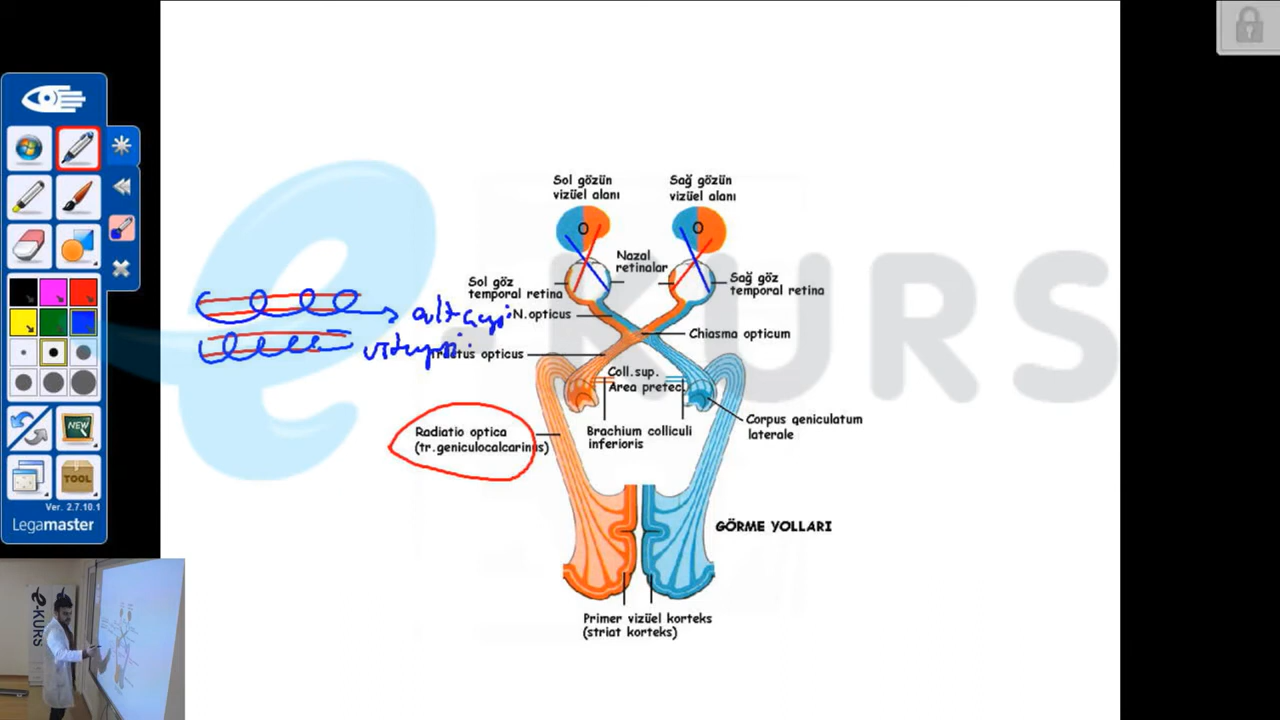 Sol gözün
vizüel alanı
Sağ gözün
vizüel alanı
O
O
Nazal
retinalar
Sol göz
temporal retina
Sağ göz
temporal retina
N.opticus
Chiasma opticum
Tractus opticus
Coll.sup.
Area pretec.
Corpus geniculatum
laterale
Radiatio optica
(tr.geniculocalcarinus)
Brachium colliculi
inferioris
GÖRME YOLLARI
Primer vizüel korteks
(striat korteks)
e KURS
NEW
TOOL
Ver. 2.7.10.1
Legamaster
e-KURS